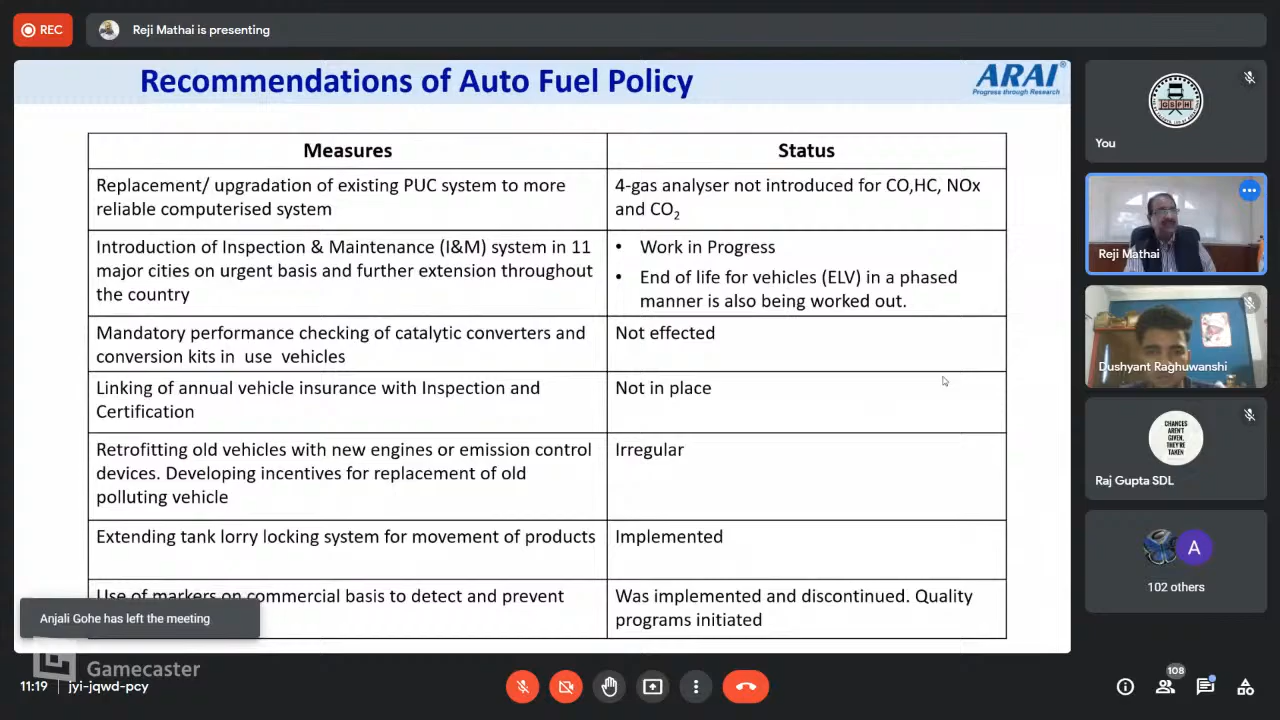 REC
Reji Mathai is presenting
Recommendations of Auto Fuel Policy
ARAI®
Progress through Research
Measures
Status
Replacement/ upgradation of existing PUC system to more
reliable computerised system
4-gas analyser not introduced for CO,HC, NOx
and CO₂
Introduction of Inspection & Maintenance (I&M) system in 11
major cities on urgent basis and further extension throughout
the country
• Work in Progress
• End of life for vehicles (ELV) in a phased
manner is also being worked out.
Mandatory performance checking of catalytic converters and
conversion kits in use vehicles
Not effected
Linking of annual vehicle insurance with Inspection and
Certification
Not in place
Retrofitting old vehicles with new engines or emission control
devices. Developing incentives for replacement of old
polluting vehicle
Irregular
Extending tank lorry locking system for movement of products
Implemented
Use of markers on commercial basis to detect and prevent
Was implemented and discontinued. Quality
programs initiated
Anjali Gohe has left the meeting
Gamecaster
11:19 | jyi-jqwd-pcy
GSPH
You
Reji Mathai
Dushyant Raghuwanshi
CHANCES
AREN'T
GIVEN,
THEY'RE
TAKEN
Raj Gupta SDL
A
102 others
108